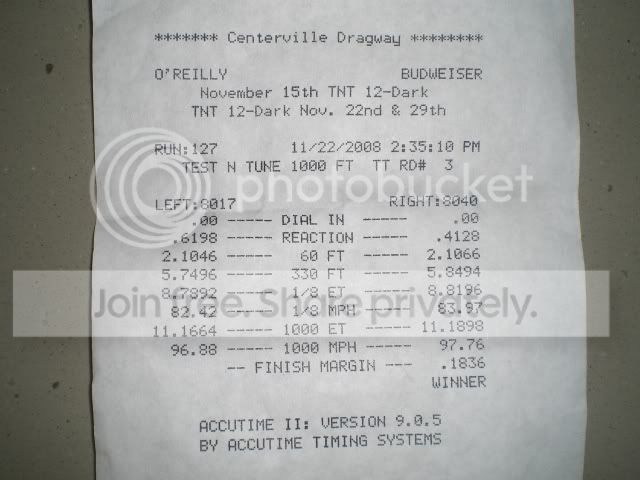 ******* Centerville Dragway ********
O'REILLY BUDWEISER
November 15th TNT 12-Dark
TNT 12-Dark Nov. 22nd & 29th
RUN:127 11/22/2008 2:35:10 PM
TEST N TUNE 1000 FT TT RD# 3
photobucket
LEFT:8017 RIGHT:8040
.00 ----- DIAL IN ----- .00
.6198 ----- REACTION ----- .4128
2.1046 ----- 60 FT ----- 2.1066
5.7496 ----- 330 FT ----- 5.8494
8.7892 ----- 1/8 ET ----- 8.8196
Join free. Share privately.
82.42 ----- 1/8 MPH ----- 83.97
11.1664 ----- 1000 ET ----- 11.1898
96.88 ----- 1000 MPH ----- 97.76
-- FINISH MARGIN --- .1836
WINNER
ACCUTIME II: VERSION 9.0.5
BY ACCUTIME TIMING SYSTEMS